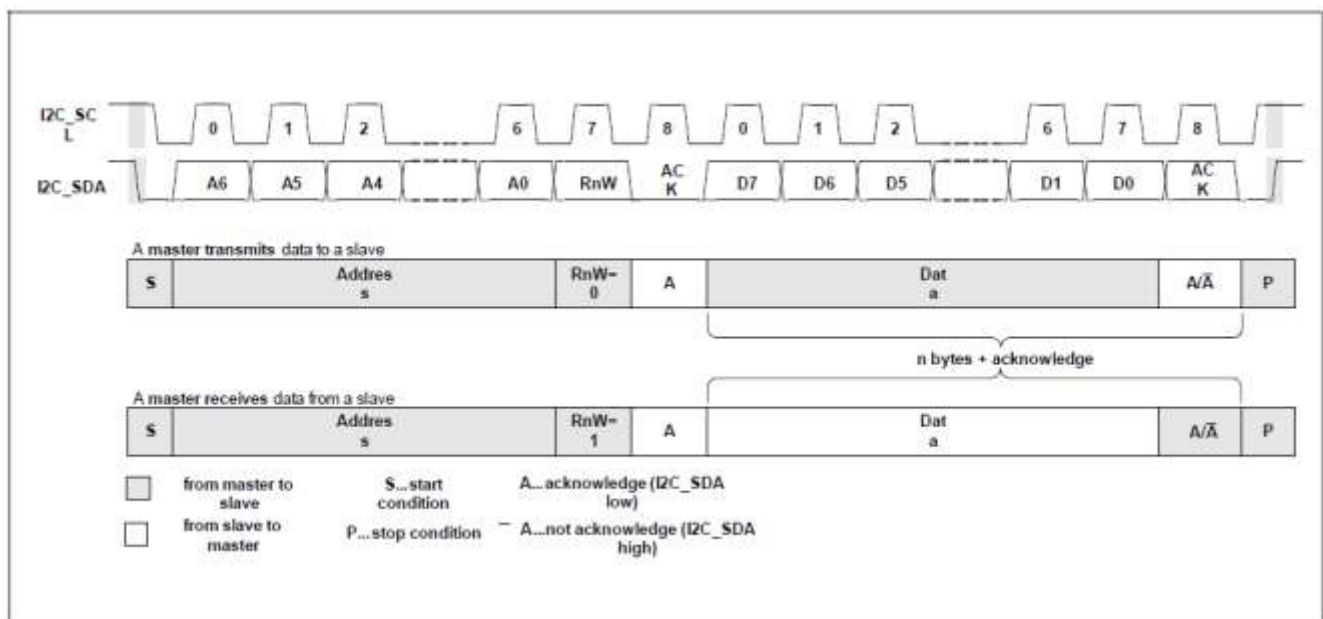 I2C_SC
L
0 1 2 6 7 8 0 1 2 6 7 8
I2C_SDA
A6 A5 A4 A0 RnW AC
K D7 D6 D5 D1 D0 AC
K
A master transmits data to a slave
S Addres
s RnW=
0 A Dat
a A/A̅ P
n bytes + acknowledge
A master receives data from a slave
S Addres
s RnW=
1 A Dat
a A/A̅ P
from master to
slave
S...start
condition
A...acknowledge (I2C_SDA
low)
from slave to
master
P...stop condition
A̅...not acknowledge (I2C_SDA
high)